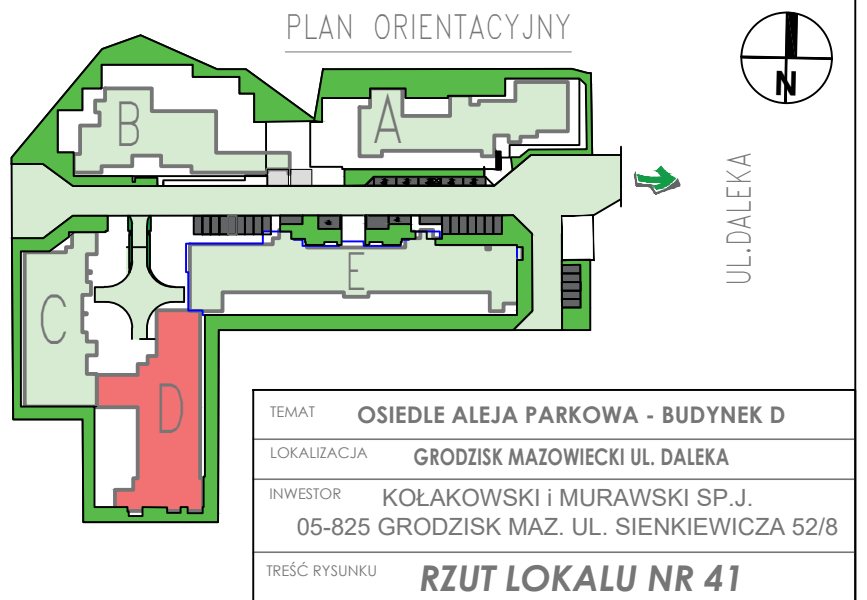 PLAN ORIENTACYJNY
N
B
A
UL.DALEKA
E
C
D
TEMAT OSIEDLE ALEJA PARKOWA - BUDYNEK D
LOKALIZACJA GRODZISK MAZOWIECKI UL. DALEKA
INWESTOR KOŁAKOWSKI i MURAWSKI SP.J.
05-825 GRODZISK MAZ. UL. SIENKIEWICZA 52/8
TREŚĆ RYSUNKU RZUT LOKALU NR 41